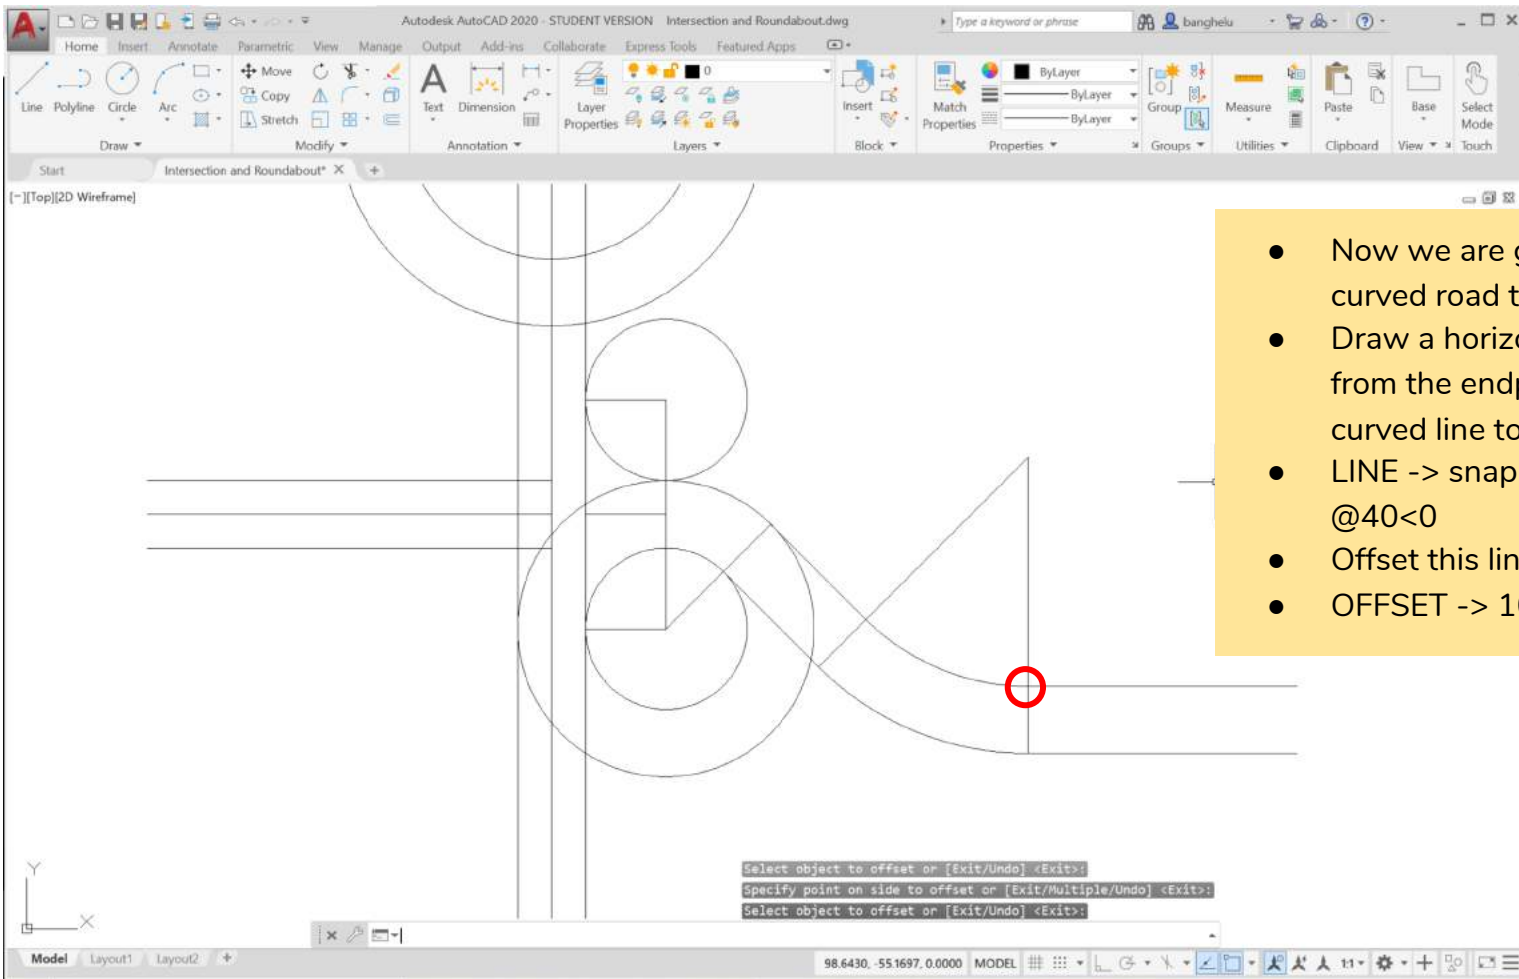 Autodesk AutoCAD 2020 - STUDENT VERSION Intersection and Roundabout.dwg
Type a keyword or phrase
banghelu
Home Insert Annotate Parametric View Manage Output Add-ins Collaborate Express Tools Featured Apps
Move
Copy
Stretch
Line Polyline Circle Arc
Text Dimension
Layer
Properties
0
Insert
Match
Properties
ByLayer
ByLayer
ByLayer
Group
Measure
Paste
Base
Select
Mode
Draw Modify Annotation Layers Block Properties Groups Utilities Clipboard View Touch
Start Intersection and Roundabout* +
[-][Top][2D Wireframe]
● Now we are g
curved road t
● Draw a horizo
from the endp
curved line to
● LINE -> snap
@40<0
● Offset this lin
● OFFSET -> 1
Y
X
Select object to offset or [Exit/Undo] <Exit>:
Specify point on side to offset or [Exit/Multiple/Undo] <Exit>:
Select object to offset or [Exit/Undo] <Exit>:
Model Layout1 Layout2 +
98.6430, -55.1697, 0.0000 MODEL 1:1